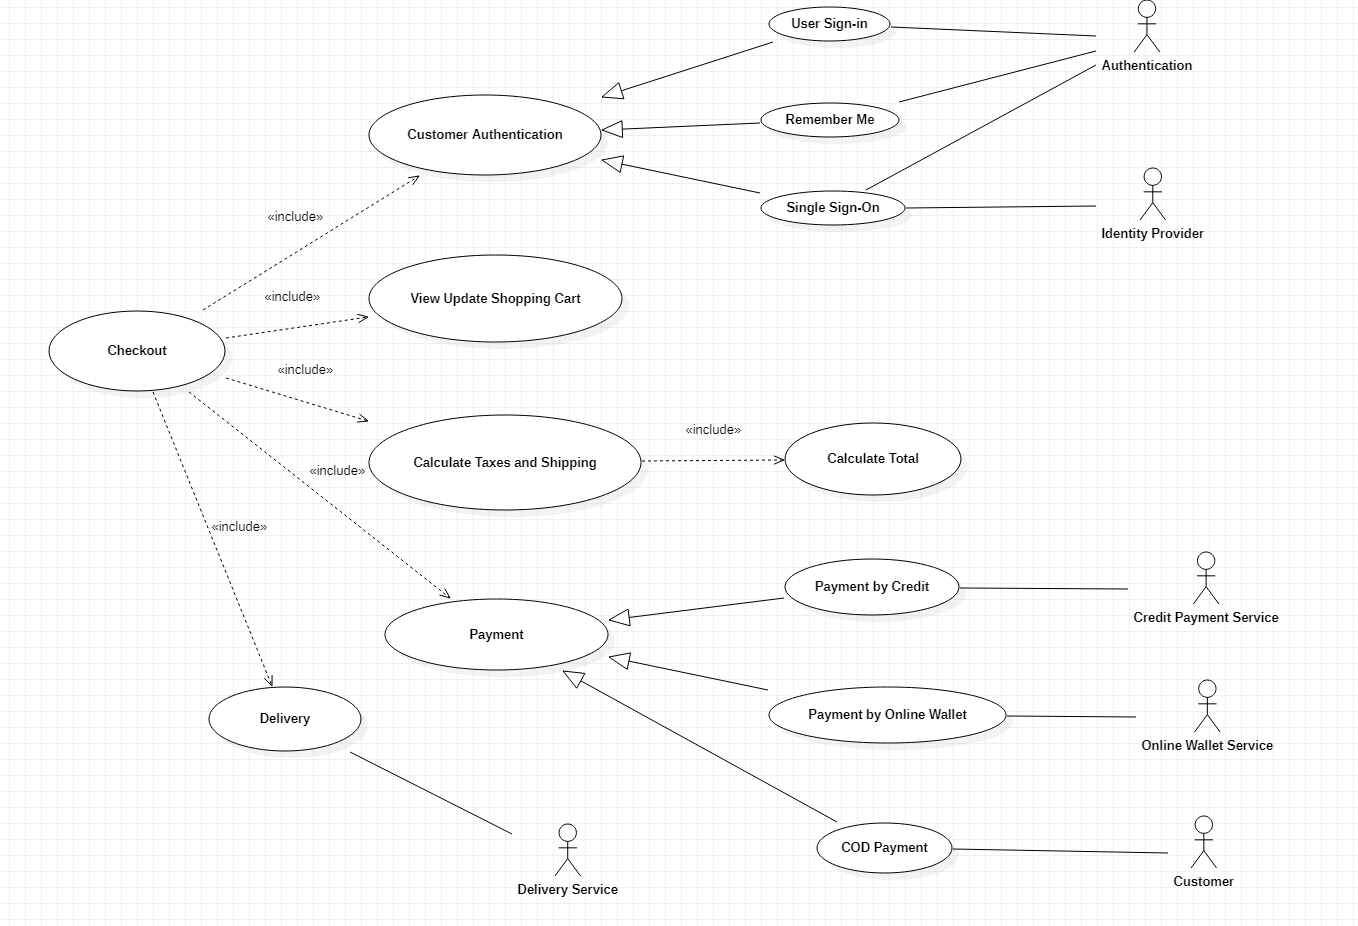 User Sign-in
Authentication
Customer Authentication
Remember Me
Single Sign-On
«include»
Identity Provider
«include»
View Update Shopping Cart
Checkout
«include»
«include»
Calculate Taxes and Shipping
Calculate Total
«include»
«include»
Payment by Credit
Credit Payment Service
Payment
Delivery
Payment by Online Wallet
Online Wallet Service
COD Payment
Customer
Delivery Service